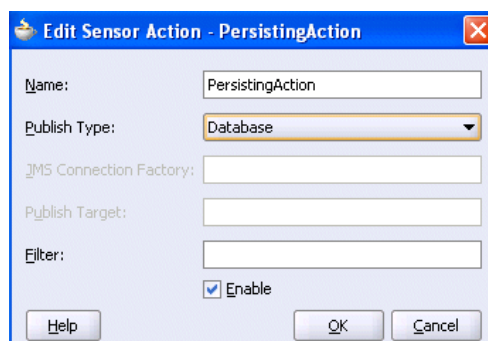 Edit Sensor Action - PersistingAction
Name: PersistingAction
Publish Type: Database
JMS Connection Factory:
Publish Target:
Filter:
Enable
Help OK Cancel